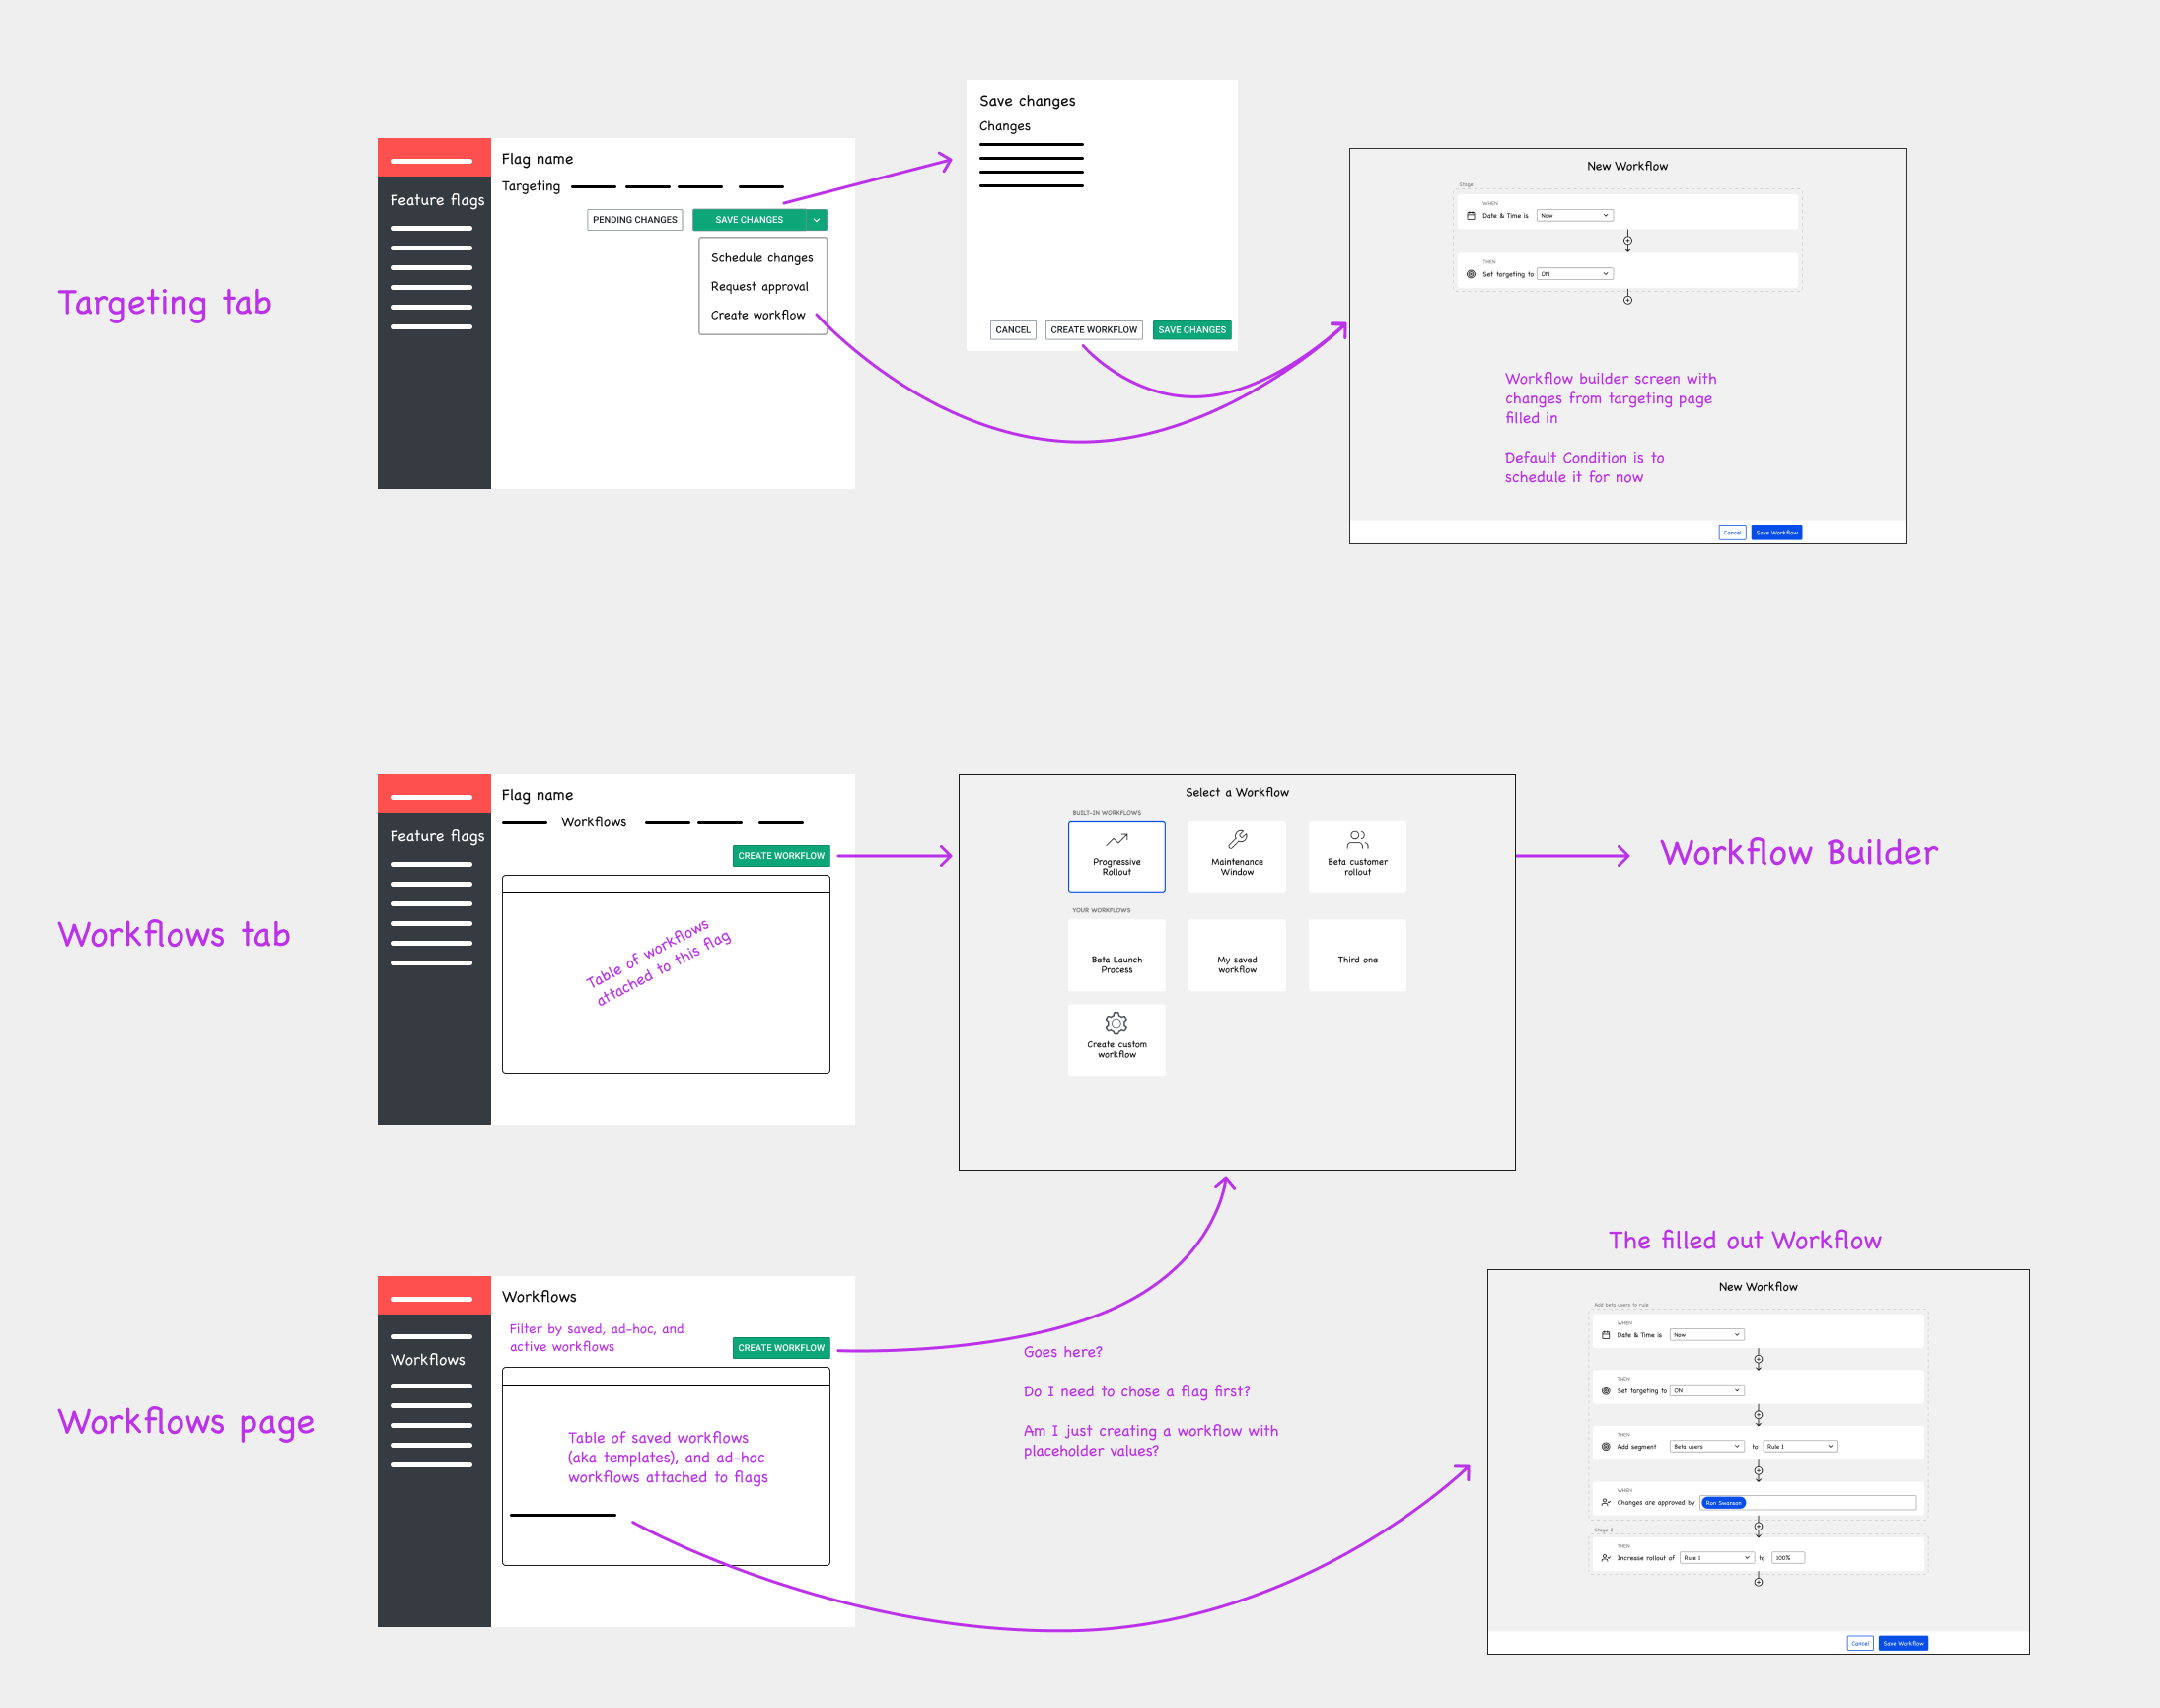 Targeting tab
Feature flags
Flag name
Targeting
PENDING CHANGES
SAVE CHANGES
Schedule changes
Request approval
Create workflow
Save changes
Changes
CANCEL
CREATE WORKFLOW
SAVE CHANGES
New Workflow
Stage 1
WHEN
Date & Time is
Now
THEN
Set targeting to
ON
Workflow builder screen with
changes from targeting page
filled in
Default Condition is to
schedule it for now
Cancel
Save Workflow
Workflows tab
Feature flags
Flag name
Workflows
CREATE WORKFLOW
Table of workflows
attached to this flag
Select a Workflow
BUILT-IN WORKFLOWS
Progressive
Rollout
Maintenance
Window
Beta customer
rollout
YOUR WORKFLOWS
Beta Launch
Process
My saved
workflow
Third one
Create custom
workflow
Workflow Builder
Workflows page
Workflows
Workflows
Filter by saved, ad-hoc, and
active workflows
CREATE WORKFLOW
Table of saved workflows
(aka templates), and ad-hoc
workflows attached to flags
Goes here?
Do I need to chose a flag first?
Am I just creating a workflow with
placeholder values?
The filled out Workflow
New Workflow
Add beta users to rule
WHEN
Date & Time is
Now
THEN
Set targeting to
ON
THEN
Add segment
Beta users
to
Rule 1
WHEN
Changes are approved by
Ron Swanson
Stage 2
THEN
Increase rollout of
Rule 1
to
100%
Cancel
Save Workflow